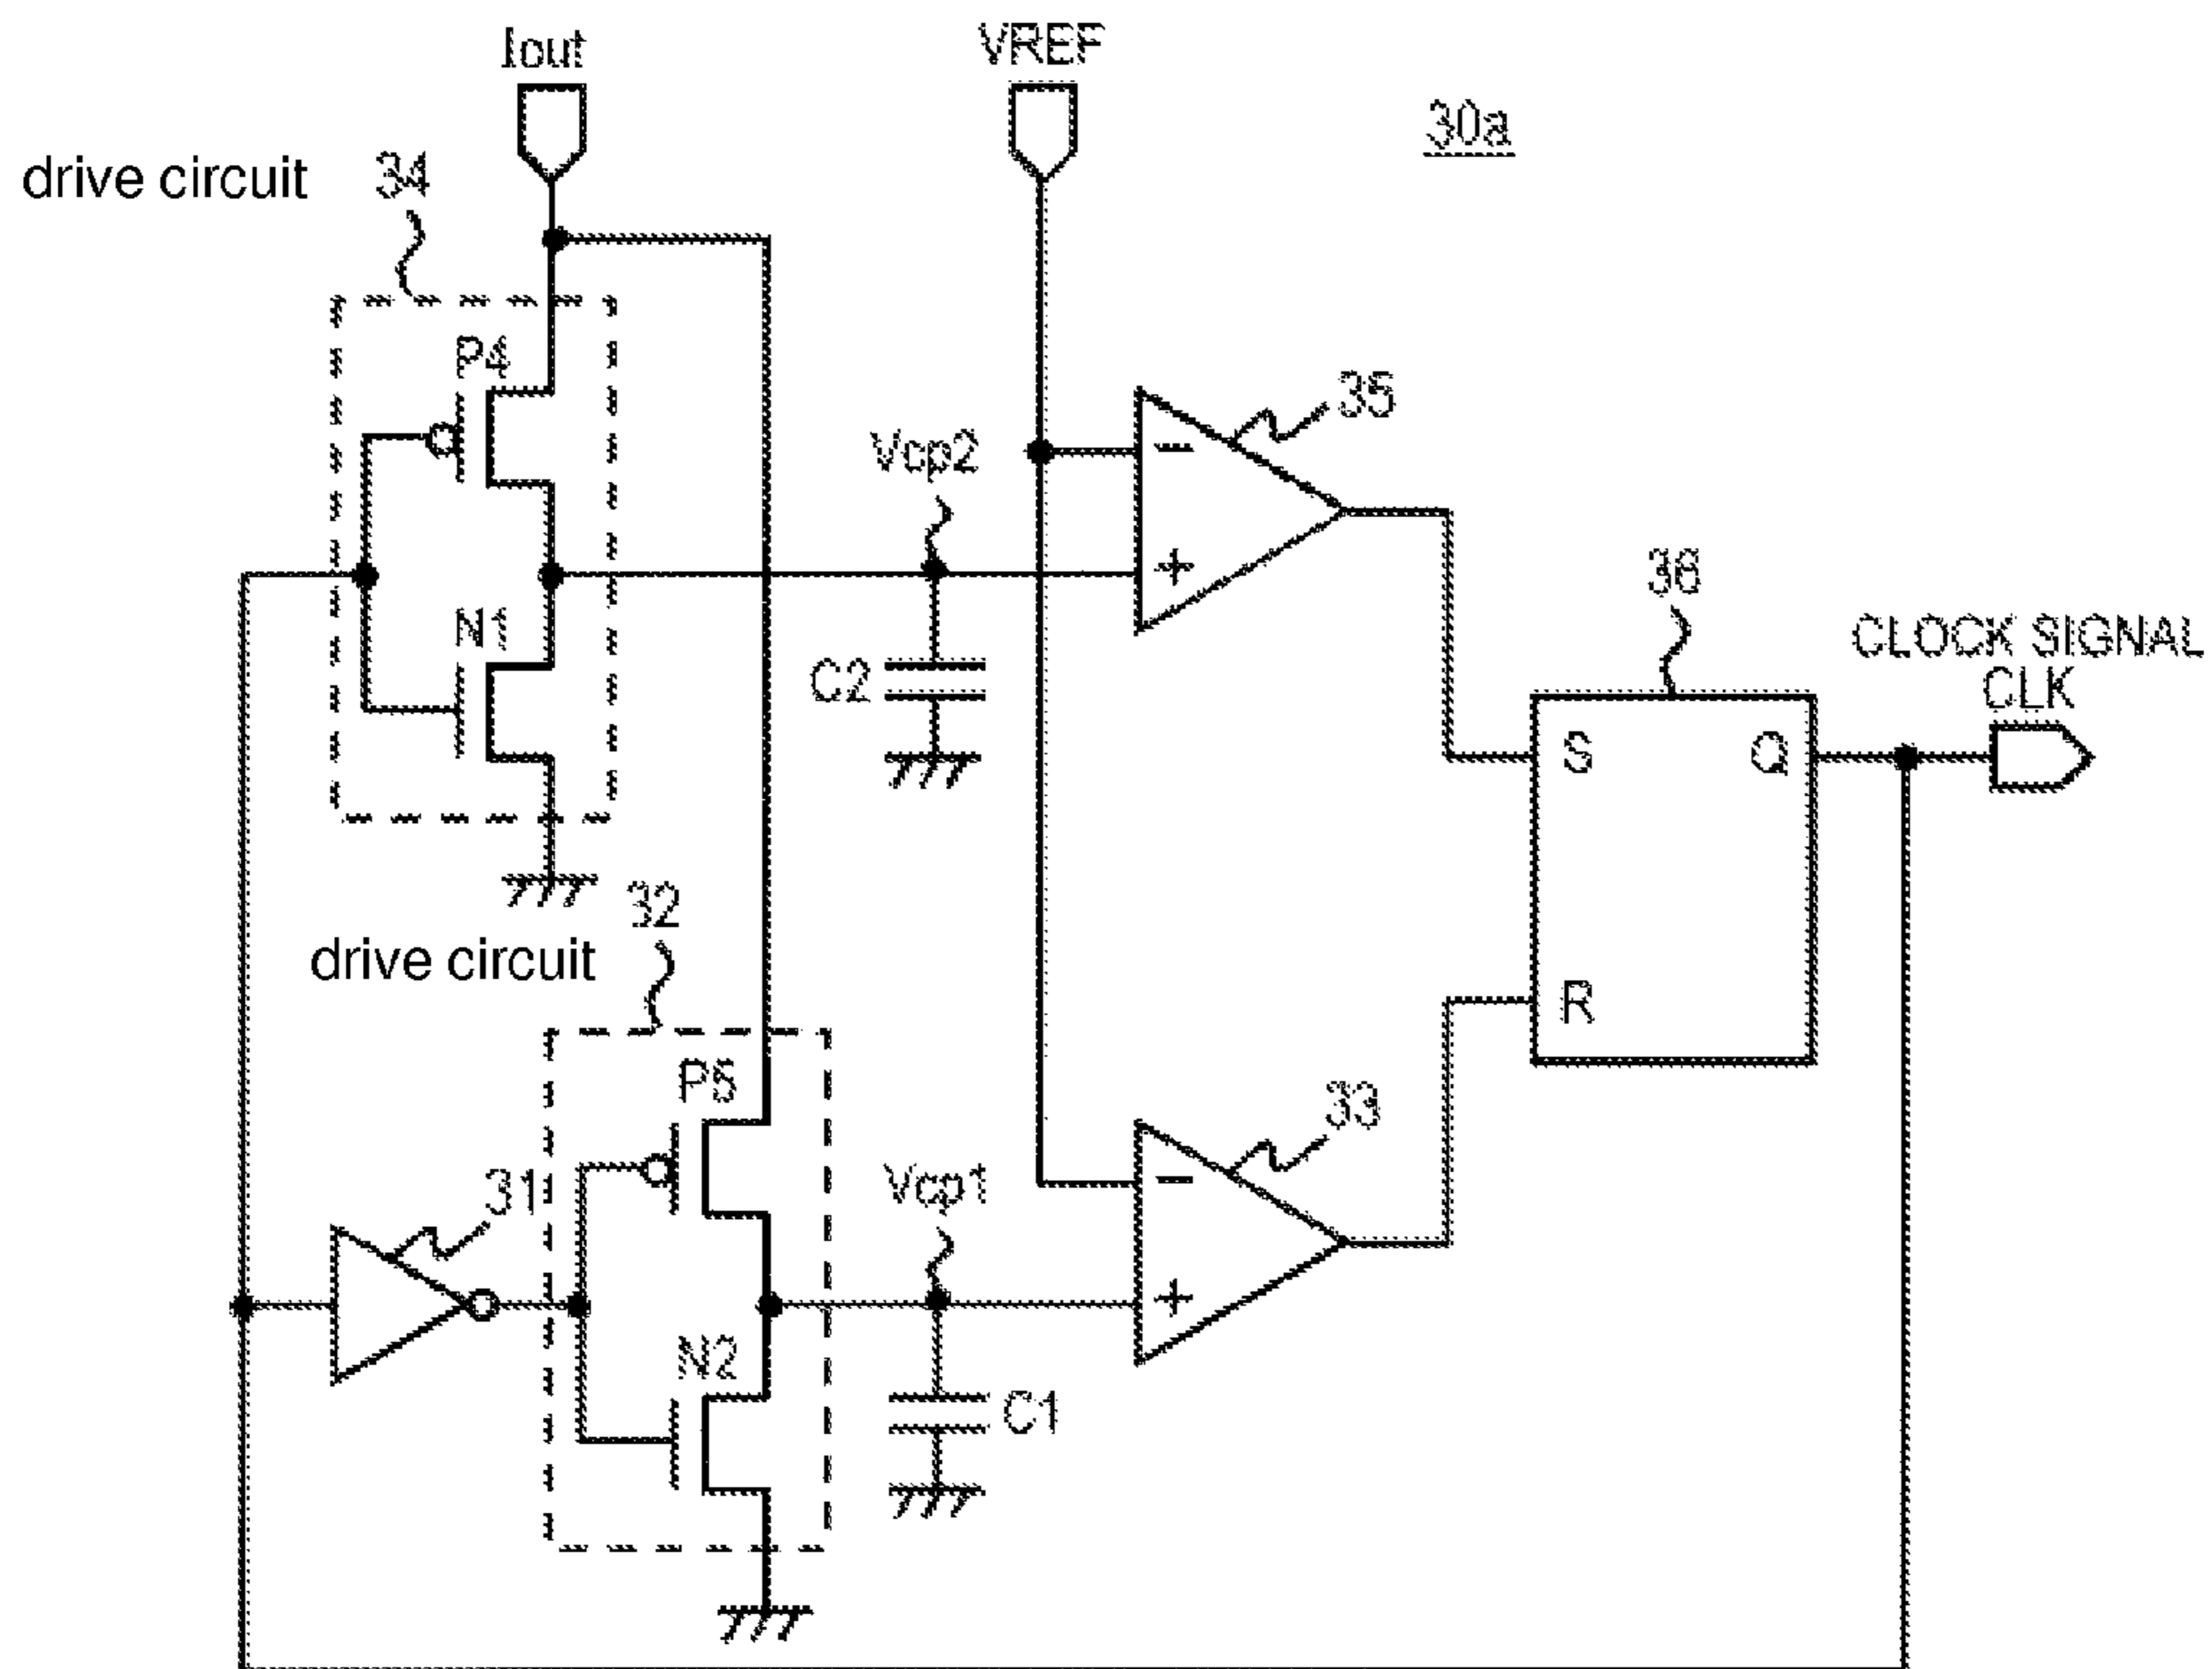 Iout
VREF
30a
drive circuit
34
P4
35
Vcp2
36
N1
CLOCK SIGNAL
CLK
C2
S
Q
32
drive circuit
R
P5
33
31
Vcp1
N2
C1
−
+
−
+